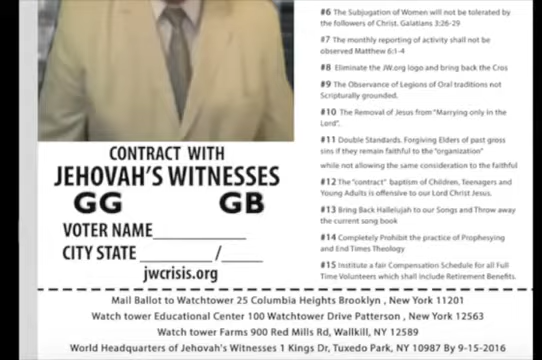 #6 The Subjugation of Women will not be tolerated by
the followers of Christ. Galatians 3:26-29
#7 The monthly reporting of activity shall not be
observed Matthew 6:1-4
#8 Eliminate the JW.org logo and bring back the Cros
#9 The Observance of Legions of Oral traditions not
Scripturally grounded.
#10 The Removal of Jesus from "Marrying only in the
Lord".
#11 Double Standards. Forgiving Elders of past gross
sins if they remain faithful to the "organization"
while not allowing the same consideration to the faithful
#12 The "contract" baptism of Children, Teenagers and
Young Adults is offensive to our Lord Christ Jesus.
#13 Bring Back Hallelujah to our Songs and Throw away
the current song book
#14 Completely Prohibit the practice of Prophesying
and End Times Theology
#15 Institute a fair Compensation Schedule for all Full
Time Volunteers which shall include Retirement Benefits.
CONTRACT WITH
JEHOVAH'S WITNESSES
GG GB
VOTER NAME
CITY STATE /
jwcrisis.org
Mail Ballot to Watchtower 25 Columbia Heights Brooklyn , New York 11201
Watch tower Educational Center 100 Watchtower Drive Patterson , New York 12563
Watch tower Farms 900 Red Mills Rd, Wallkill, NY 12589
World Headquarters of Jehovah's Witnesses 1 Kings Dr, Tuxedo Park, NY 10987 By 9-15-2016